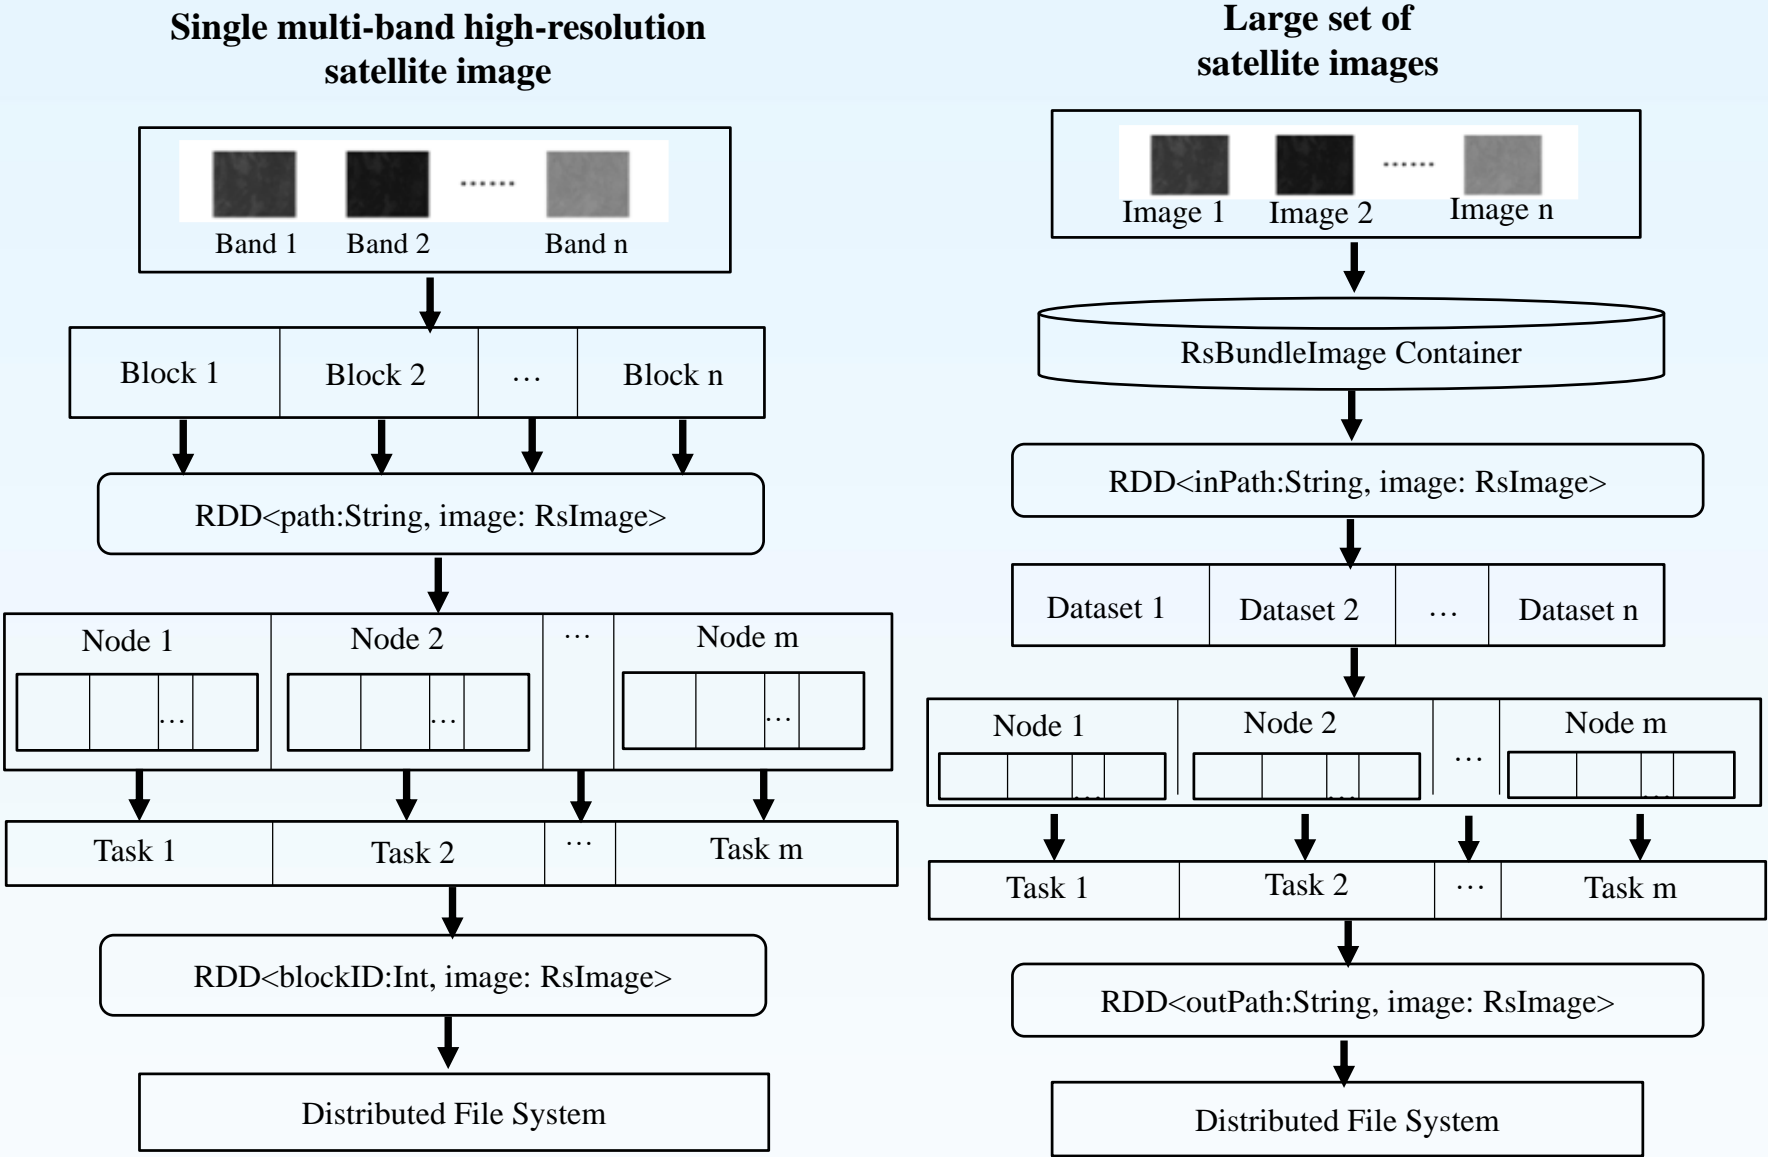 Single multi-band high-resolution
satellite image
Band 1 Band 2 ...... Band n
Block 1 Block 2 … Block n
RDD<path:String, image: RsImage>
Node 1 Node 2 … Node m
… … …
Task 1 Task 2 … Task m
RDD<blockID:Int, image: RsImage>
Distributed File System
Large set of
satellite images
Image 1 Image 2 ...... Image n
RsBundleImage Container
RDD<inPath:String, image: RsImage>
Dataset 1 Dataset 2 … Dataset n
Node 1 Node 2 … Node m
… … …
Task 1 Task 2 … Task m
RDD<outPath:String, image: RsImage>
Distributed File System